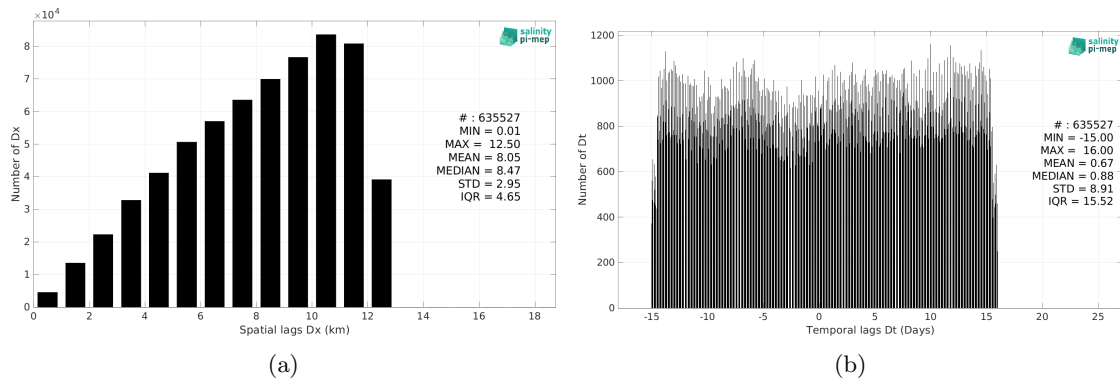 ×10⁴
salinity
pi-mep
8
7
6
5
4
3
2
1
0
Number of Dx
# : 635527
MIN = 0.01
MAX = 12.50
MEAN = 8.05
MEDIAN = 8.47
STD = 2.95
IQR = 4.65
0 2 4 6 8 10 12 14 16 18
Spatial lags Dx (km)
(a)
1200
1000
800
600
400
200
0
Number of Dt
salinity
pi-mep
# : 635527
MIN = -15.00
MAX = 16.00
MEAN = 0.67
MEDIAN = 0.88
STD = 8.91
IQR = 15.52
-15 -10 -5 0 5 10 15 20 25
Temporal lags Dt (Days)
(b)